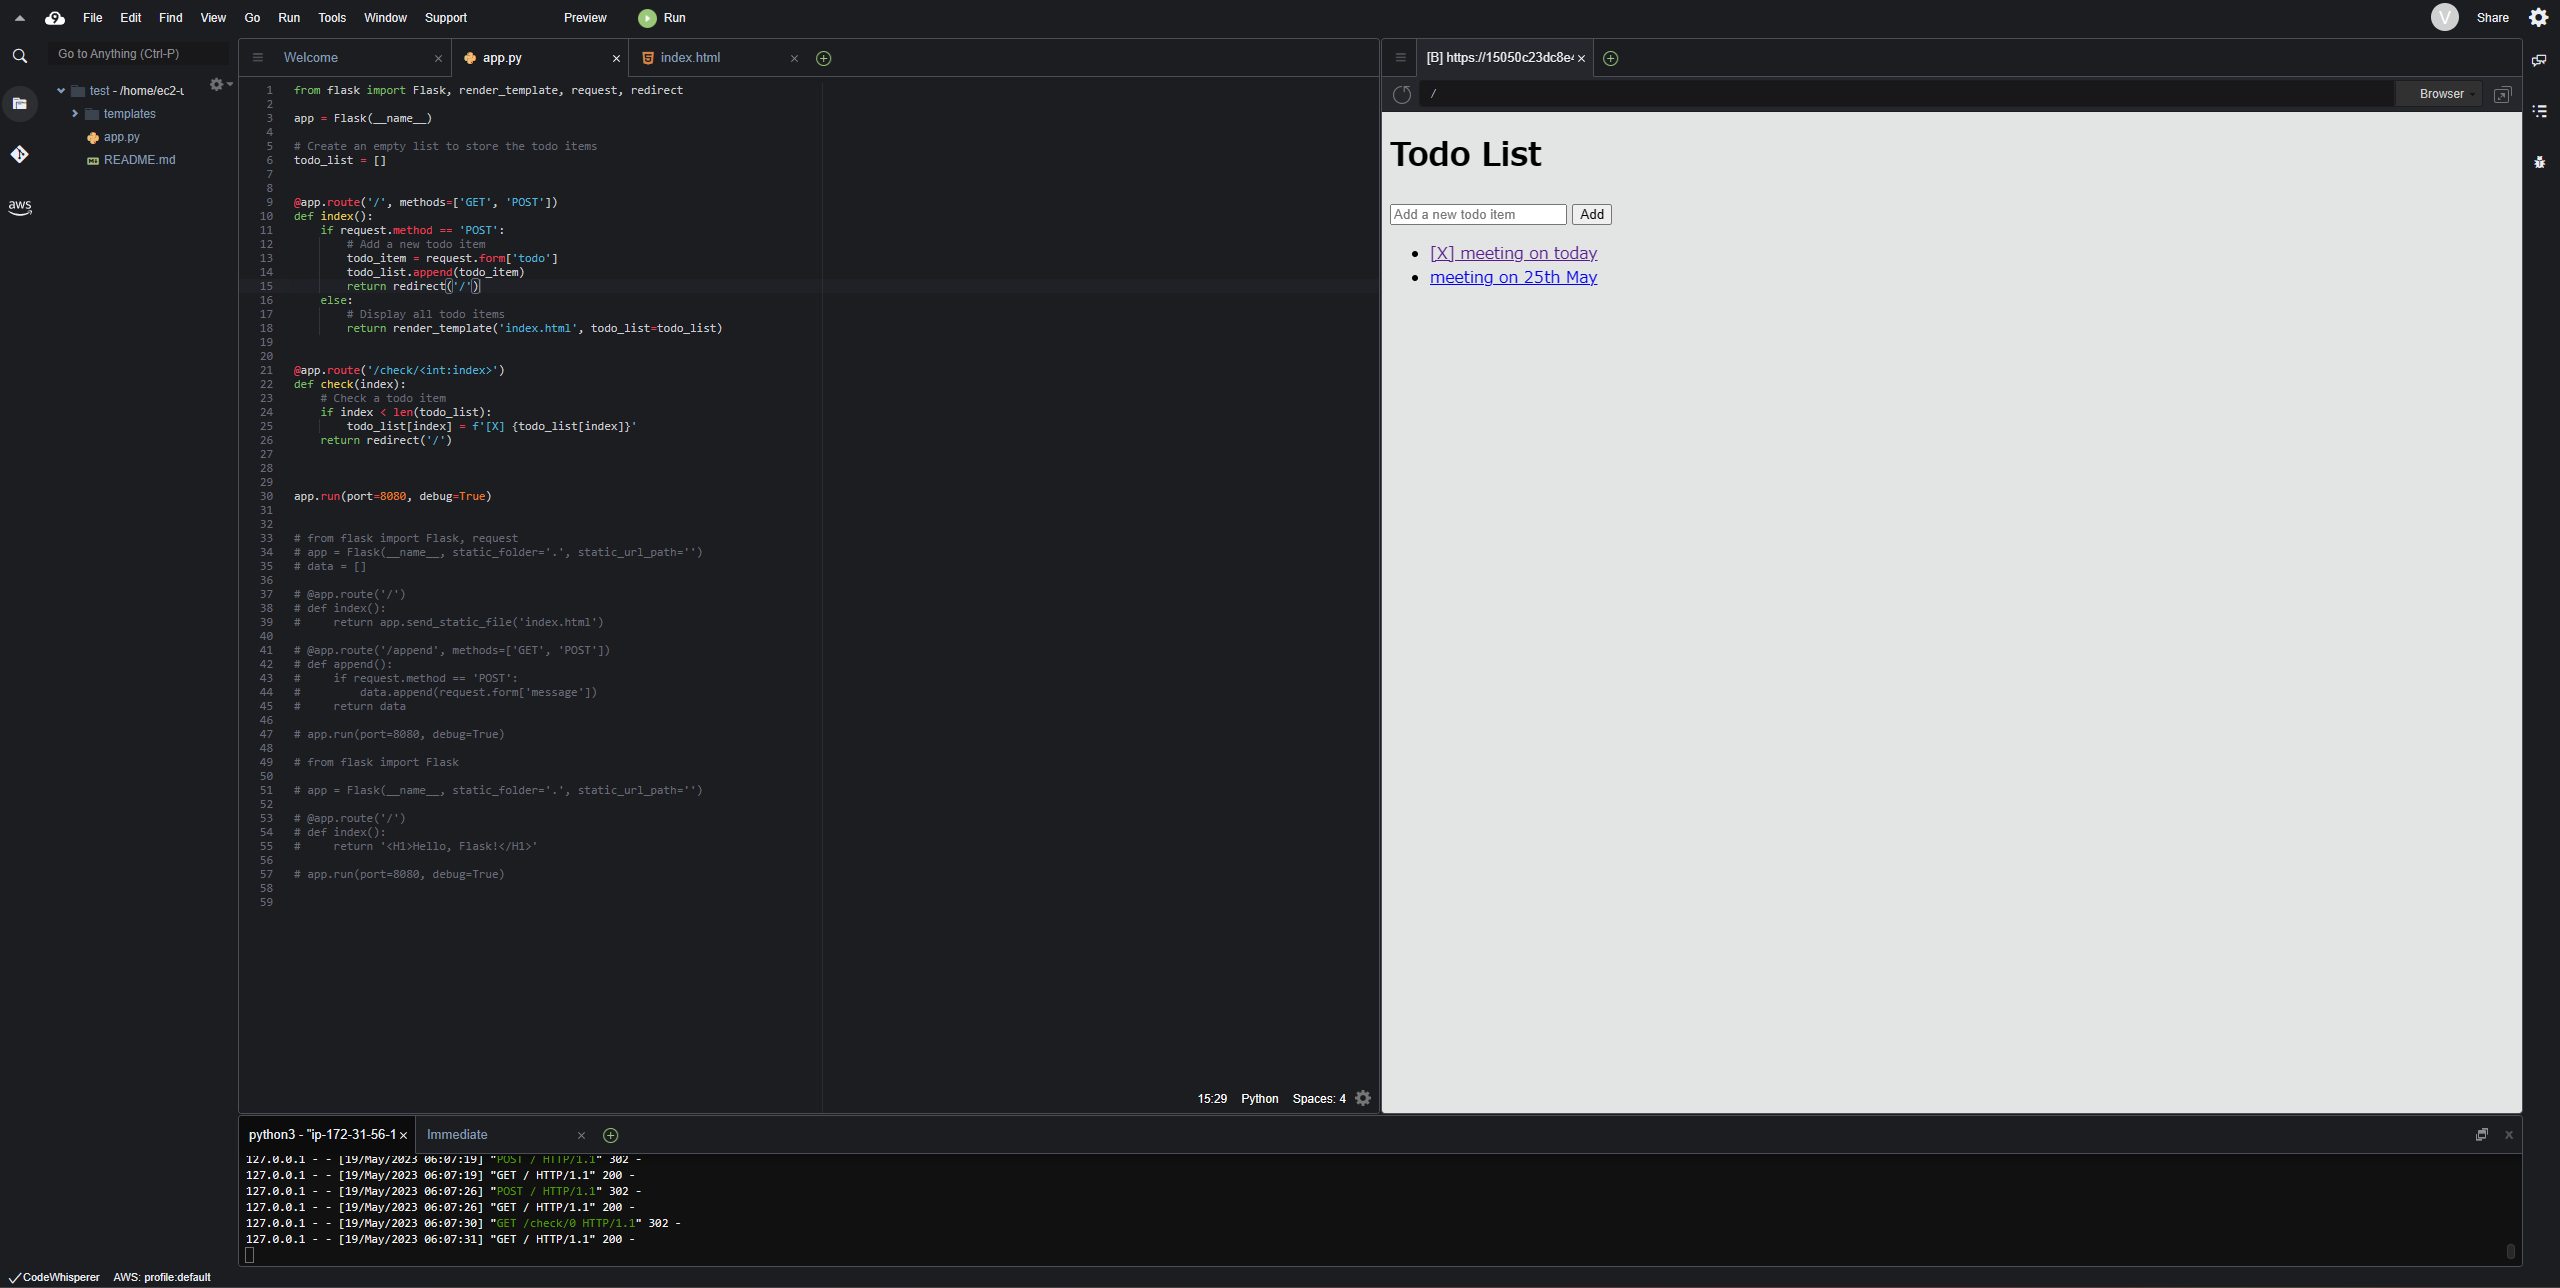 File Edit Find View Go Run Tools Window Support Preview Run V Share
Go to Anything (Ctrl-P)
test - /home/ec2-u
templates
app.py
README.md
aws
Welcome
app.py
index.html
1 from flask import Flask, render_template, request, redirect
2
3 app = Flask(__name__)
4
5 # Create an empty list to store the todo items
6 todo_list = []
7
8
9 @app.route('/', methods=['GET', 'POST'])
10 def index():
11     if request.method == 'POST':
12         # Add a new todo item
13         todo_item = request.form['todo']
14         todo_list.append(todo_item)
15         return redirect('/')
16     else:
17         # Display all todo items
18         return render_template('index.html', todo_list=todo_list)
19
20
21 @app.route('/check/<int:index>')
22 def check(index):
23     # Check a todo item
24     if index < len(todo_list):
25         todo_list[index] = f'[X] {todo_list[index]}'
26     return redirect('/')
27
28
29
30 app.run(port=8080, debug=True)
31
32
33 # from flask import Flask, request
34 # app = Flask(__name__, static_folder='.', static_url_path='')
35 # data = []
36
37 # @app.route('/')
38 # def index():
39 #     return app.send_static_file('index.html')
40
41 # @app.route('/append', methods=['GET', 'POST'])
42 # def append():
43 #     if request.method == 'POST':
44 #         data.append(request.form['message'])
45 #     return data
46
47 # app.run(port=8080, debug=True)
48
49 # from flask import Flask
50
51 # app = Flask(__name__, static_folder='.', static_url_path='')
52
53 # @app.route('/')
54 # def index():
55 #     return '<H1>Hello, Flask!</H1>'
56
57 # app.run(port=8080, debug=True)
58
59
15:29 Python Spaces: 4
[B] https://15050c23dc8e4
/
Browser
Todo List
Add a new todo item Add
[X] meeting on today
meeting on 25th May
python3 - "ip-172-31-56-1
Immediate
127.0.0.1 - - [19/May/2023 06:07:19] "POST / HTTP/1.1" 302 -
127.0.0.1 - - [19/May/2023 06:07:19] "GET / HTTP/1.1" 200 -
127.0.0.1 - - [19/May/2023 06:07:26] "POST / HTTP/1.1" 302 -
127.0.0.1 - - [19/May/2023 06:07:26] "GET / HTTP/1.1" 200 -
127.0.0.1 - - [19/May/2023 06:07:30] "GET /check/0 HTTP/1.1" 302 -
127.0.0.1 - - [19/May/2023 06:07:31] "GET / HTTP/1.1" 200 -
CodeWhisperer AWS: profile:default